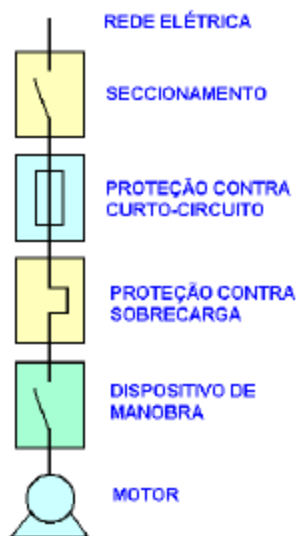 REDE ELÉTRICA
SECCIONAMENTO
PROTEÇÃO CONTRA
CURTO-CIRCUITO
PROTEÇÃO CONTRA
SOBRECARGA
DISPOSITIVO DE
MANOBRA
MOTOR